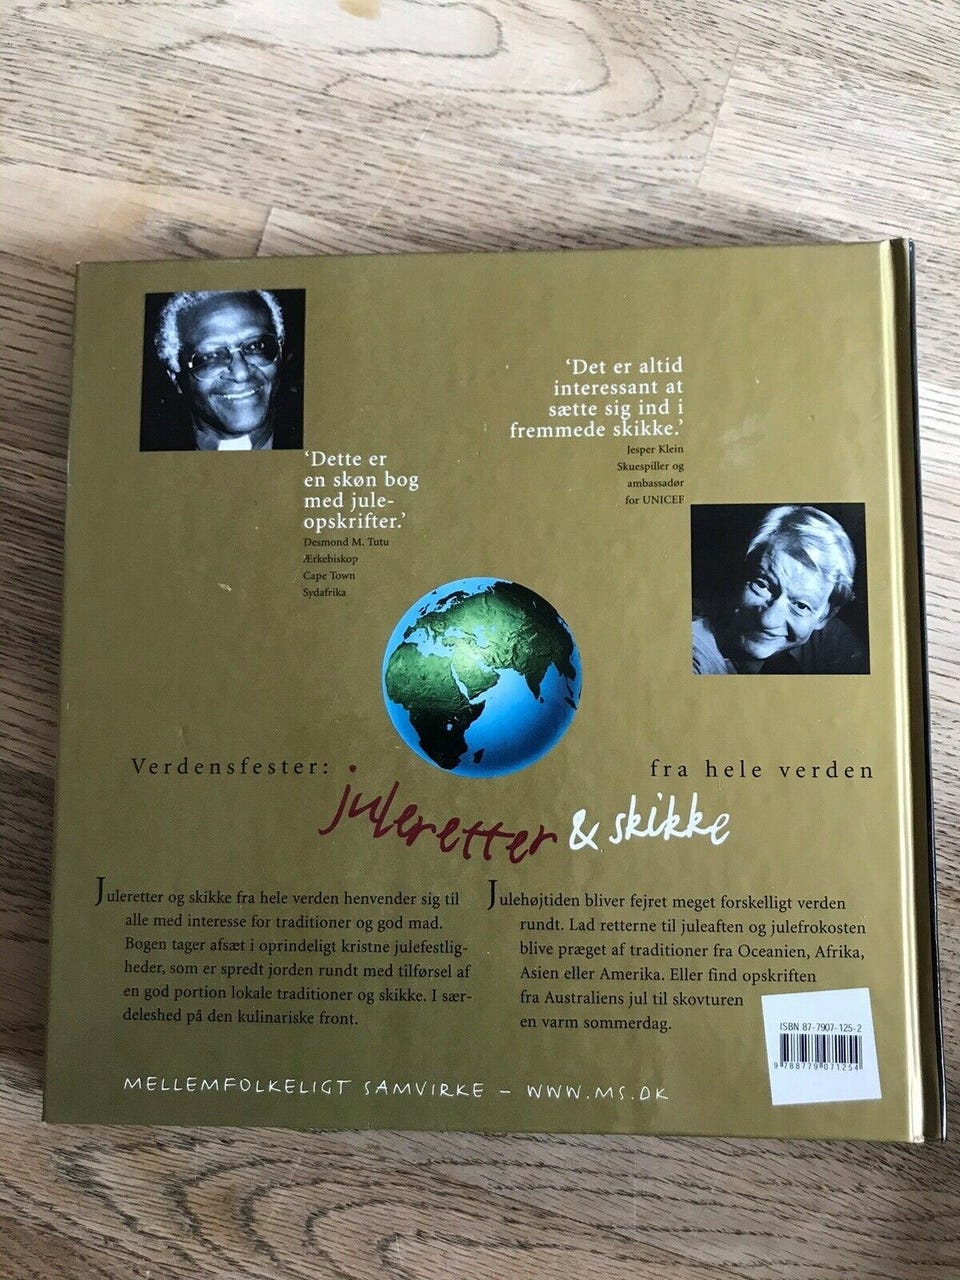 ‘Det er altid
interessant at
sætte sig ind i
fremmede skikke.’
Jesper Klein
Skuespiller og
ambassadør
for UNICEF
‘Dette er
en skøn bog
med jule-
opskrifter.’
Desmond M. Tutu
Ærkebiskop
Cape Town
Sydafrika
Verdensfester:
fra hele verden
juleretter & skikke
Juleretter og skikke fra hele verden henvender sig til
alle med interesse for traditioner og god mad.
Bogen tager afsæt i oprindeligt kristne julefestlig-
heder, som er spredt jorden rundt med tilførsel af
en god portion lokale traditioner og skikke. I sær-
deleshed på den kulinariske front.
Julehøjtiden bliver fejret meget forskelligt verden
rundt. Lad retterne til juleaften og julefrokosten
blive præget af traditioner fra Oceanien, Afrika,
Asien eller Amerika. Eller find opskriften
fra Australiens jul til skovturen
en varm sommerdag.
ISBN 87-7907-125-2
9 788779 071254
MELLEMFOLKELIGT SAMVIRKE – WWW.MS.DK